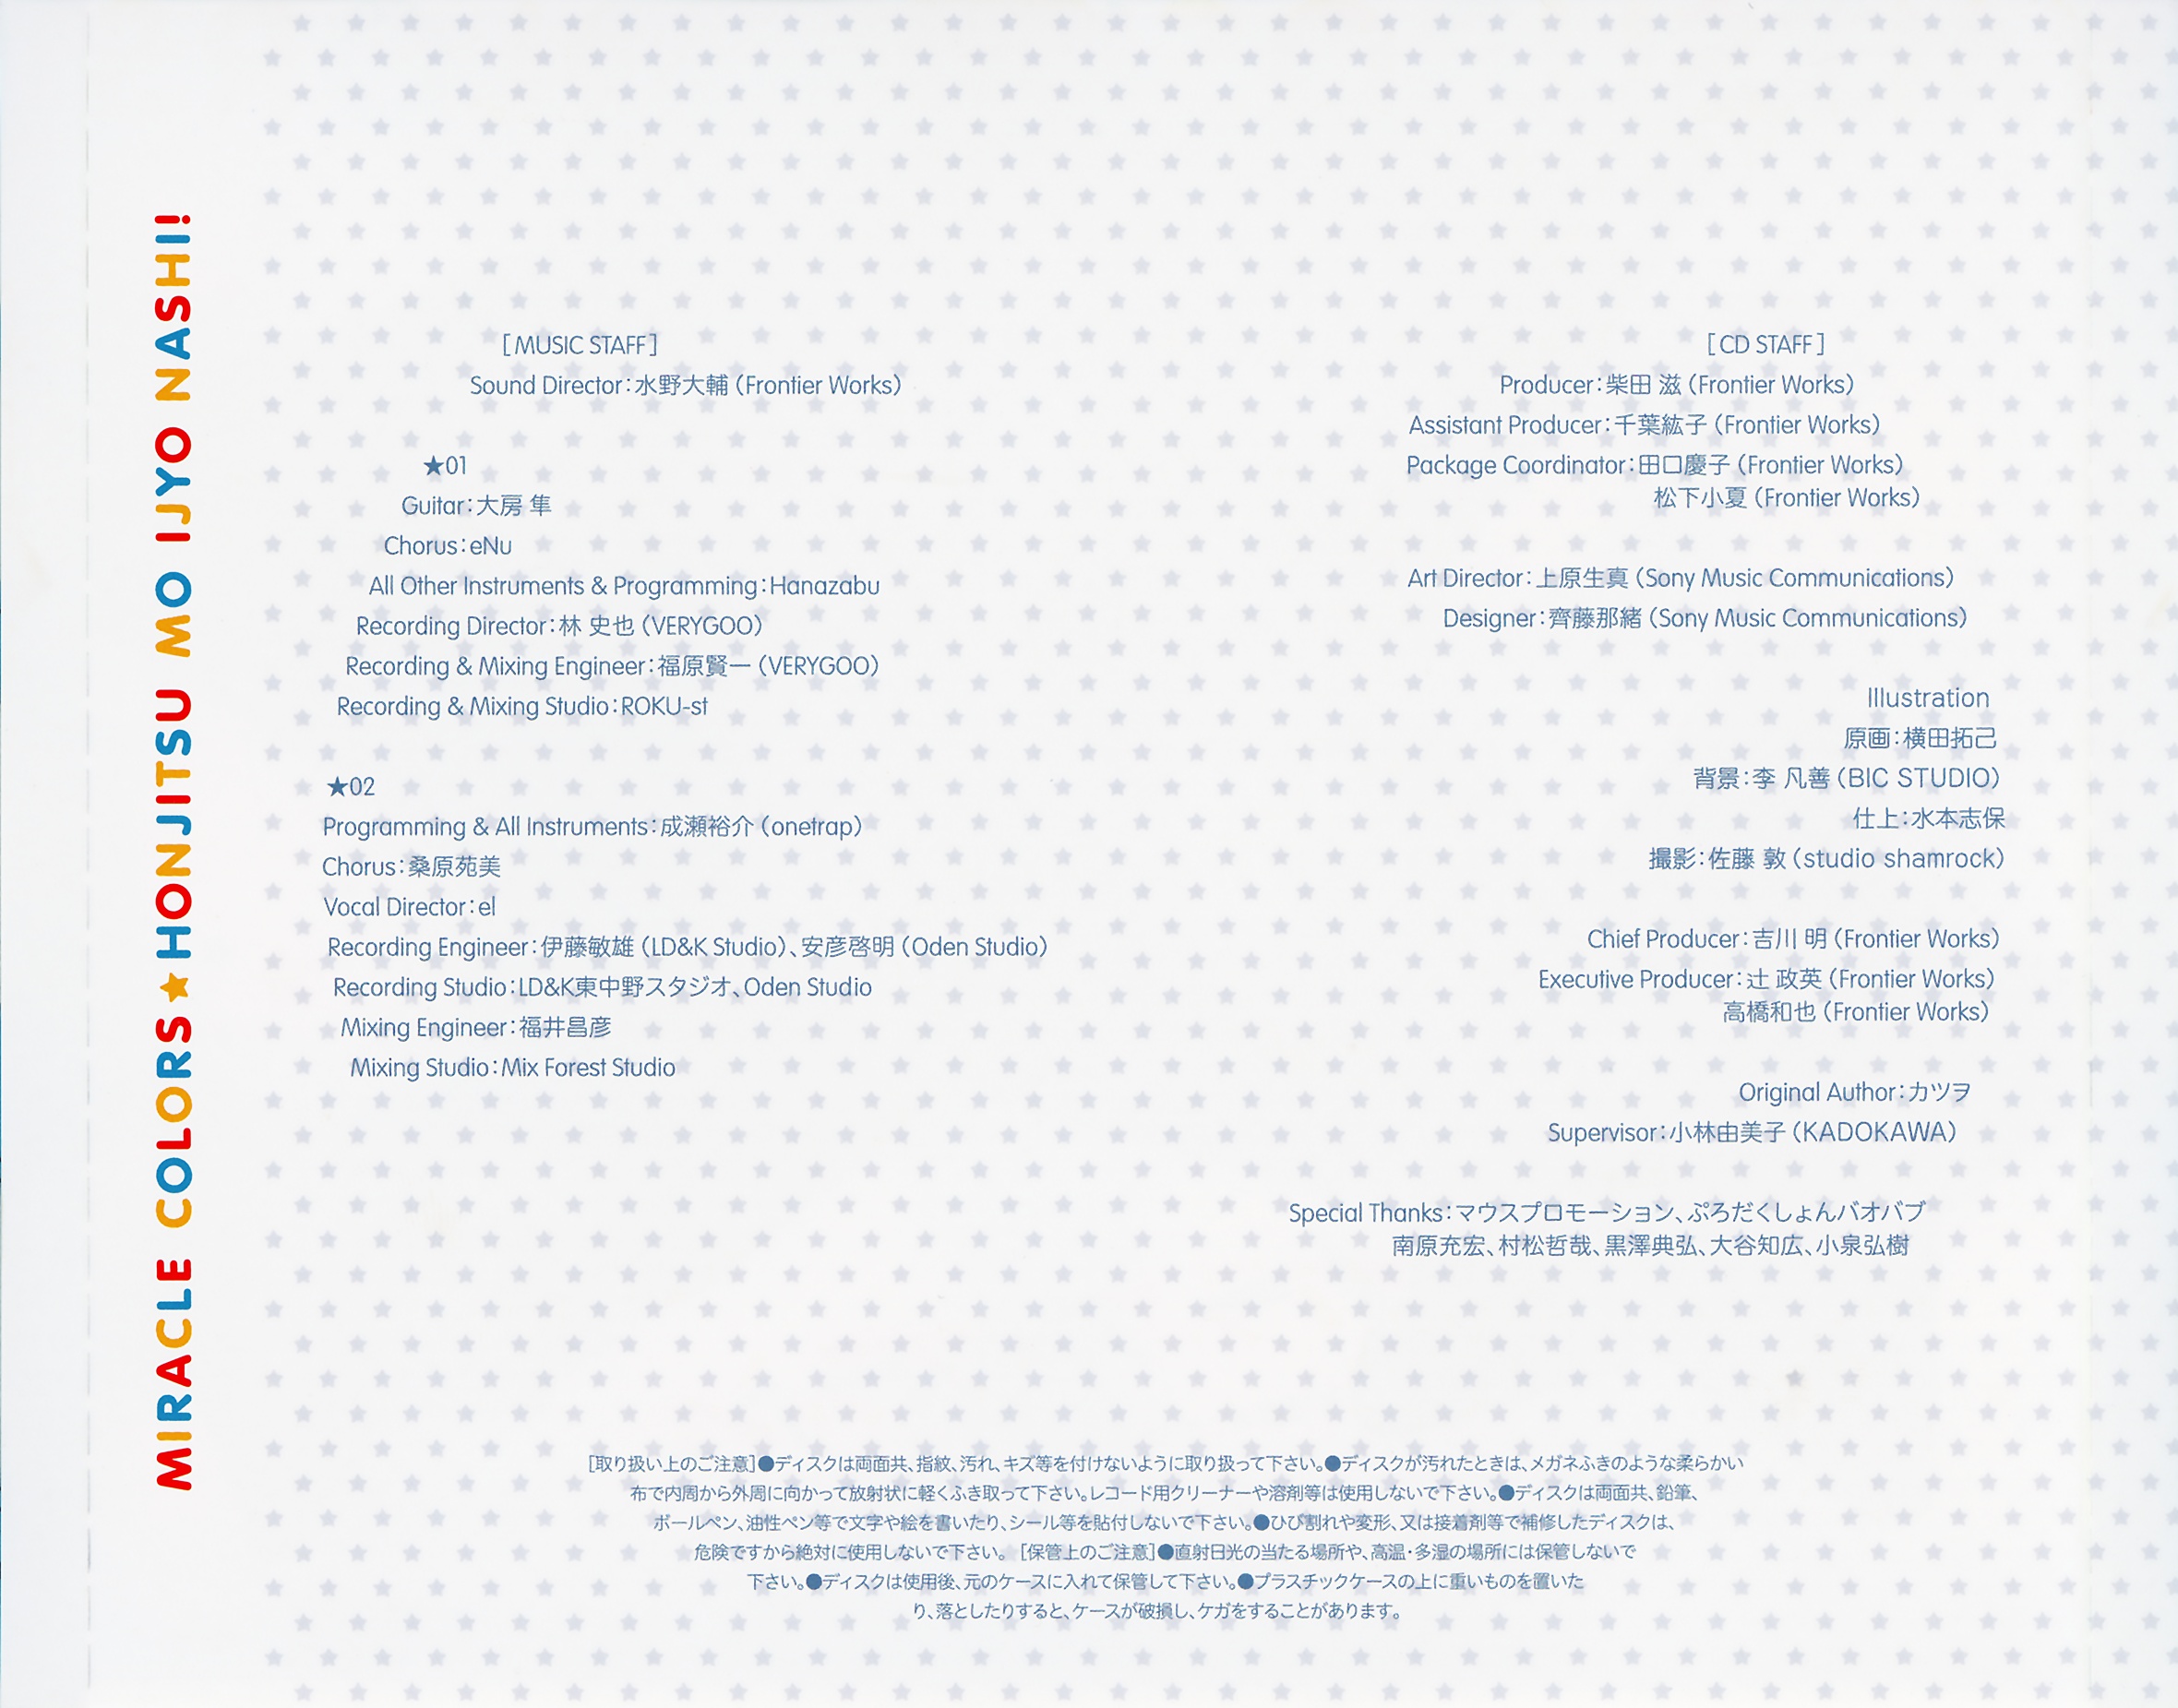 MIRACLE COLORS★HONJITSU MO IJYO NASHI!
[MUSIC STAFF]
Sound Director：水野大輔（Frontier Works）
★01
Guitar：大房 隼
Chorus：eNu
All Other Instruments & Programming：Hanazabu
Recording Director：林 史也（VERYGOO）
Recording & Mixing Engineer：福原賢一（VERYGOO）
Recording & Mixing Studio：ROKU-st
★02
Programming & All Instruments：成瀬裕介（onetrap）
Chorus：桑原苑美
Vocal Director：el
Recording Engineer：伊藤敏雄（LD&K Studio）、安彦啓明（Oden Studio）
Recording Studio：LD&K東中野スタジオ、Oden Studio
Mixing Engineer：福井昌彦
Mixing Studio：Mix Forest Studio
[CD STAFF]
Producer：柴田 滋（Frontier Works）
Assistant Producer：千葉紘子（Frontier Works）
Package Coordinator：田口慶子（Frontier Works）
松下小夏（Frontier Works）
Art Director：上原生真（Sony Music Communications）
Designer：齊藤那緒（Sony Music Communications）
Illustration
原画：横田拓己
背景：李 凡善（BIC STUDIO）
仕上：水本志保
撮影：佐藤 敦（studio shamrock）
Chief Producer：吉川 明（Frontier Works）
Executive Producer：辻 政英（Frontier Works）
高橋和也（Frontier Works）
Original Author：カツヲ
Supervisor：小林由美子（KADOKAWA）
Special Thanks：マウスプロモーション、ぷろだくしょんバオバブ
南原充宏、村松哲哉、黒澤典弘、大谷知広、小泉弘樹
[取り扱い上のご注意]●ディスクは両面共、指紋、汚れ、キズ等を付けないように取り扱って下さい。●ディスクが汚れたときは、メガネふきのような柔らかい
布で内周から外周に向かって放射状に軽くふき取って下さい。レコード用クリーナーや溶剤等は使用しないで下さい。●ディスクは両面共、鉛筆、
ボールペン、油性ペン等で文字や絵を書いたり、シール等を貼付しないで下さい。●ひび割れや変形、又は接着剤等で補修したディスクは、
危険ですから絶対に使用しないで下さい。 [保管上のご注意]●直射日光の当たる場所や、高温・多湿の場所には保管しないで
下さい。●ディスクは使用後、元のケースに入れて保管して下さい。●プラスチックケースの上に重いものを置いた
り、落としたりすると、ケースが破損し、ケガをすることがあります。